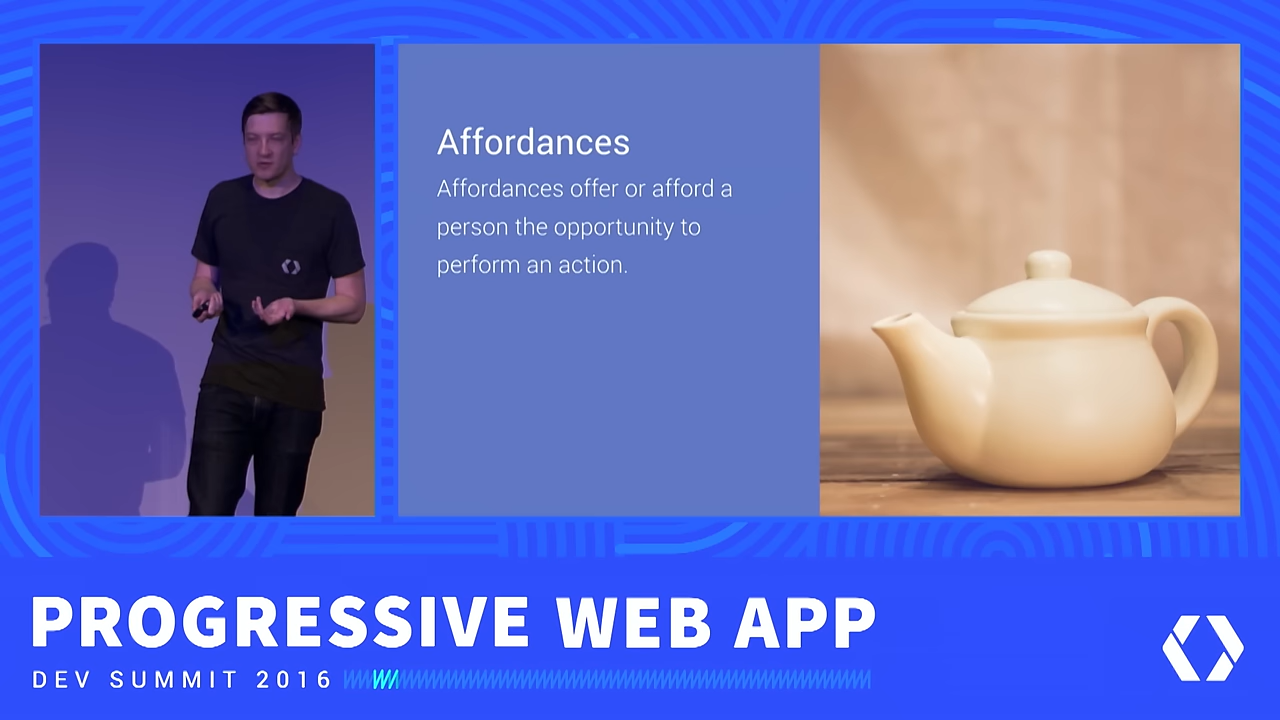 Affordances
Affordances offer or afford a
person the opportunity to
perform an action.
PROGRESSIVE WEB APP
DEV SUMMIT 2016